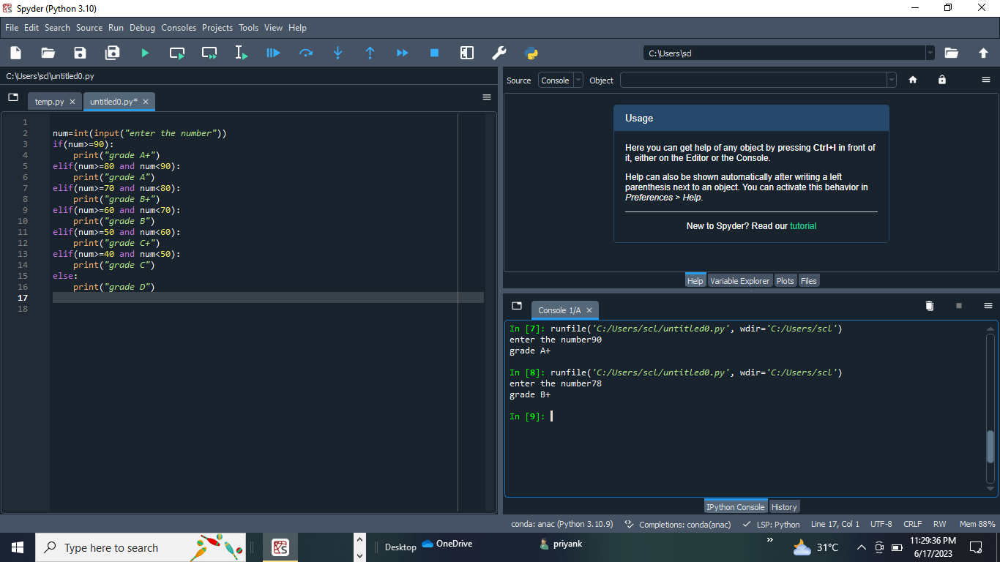 Spyder (Python 3.10)
File Edit Search Source Run Debug Consoles Projects Tools View Help
C:\Users\scl
C:\Users\scl\untitled0.py
temp.py
untitled0.py*
1
2 num=int(input("enter the number"))
3 if(num>=90):
4     print("grade A+")
5 elif(num>=80 and num<90):
6     print("grade A")
7 elif(num>=70 and num<80):
8     print("grade B+")
9 elif(num>=60 and num<70):
10     print("grade B")
11 elif(num>=50 and num<60):
12     print("grade C+")
13 elif(num>=40 and num<50):
14     print("grade C")
15 else:
16     print("grade D")
17
18
Source Console Object
Usage
Here you can get help of any object by pressing Ctrl+I in front of
it, either on the Editor or the Console.
Help can also be shown automatically after writing a left
parenthesis next to an object. You can activate this behavior in
Preferences > Help.
New to Spyder? Read our tutorial
Help Variable Explorer Plots Files
Console 1/A
In [7]: runfile('C:/Users/scl/untitled0.py', wdir='C:/Users/scl')
enter the number90
grade A+
In [8]: runfile('C:/Users/scl/untitled0.py', wdir='C:/Users/scl')
enter the number78
grade B+
In [9]:
IPython Console History
conda: anac (Python 3.10.9) Completions: conda(anac) LSP: Python Line 17, Col 1 UTF-8 CRLF RW Mem 88%
Type here to search
Desktop
OneDrive
priyank
31°C
11:29:36 PM
6/17/2023